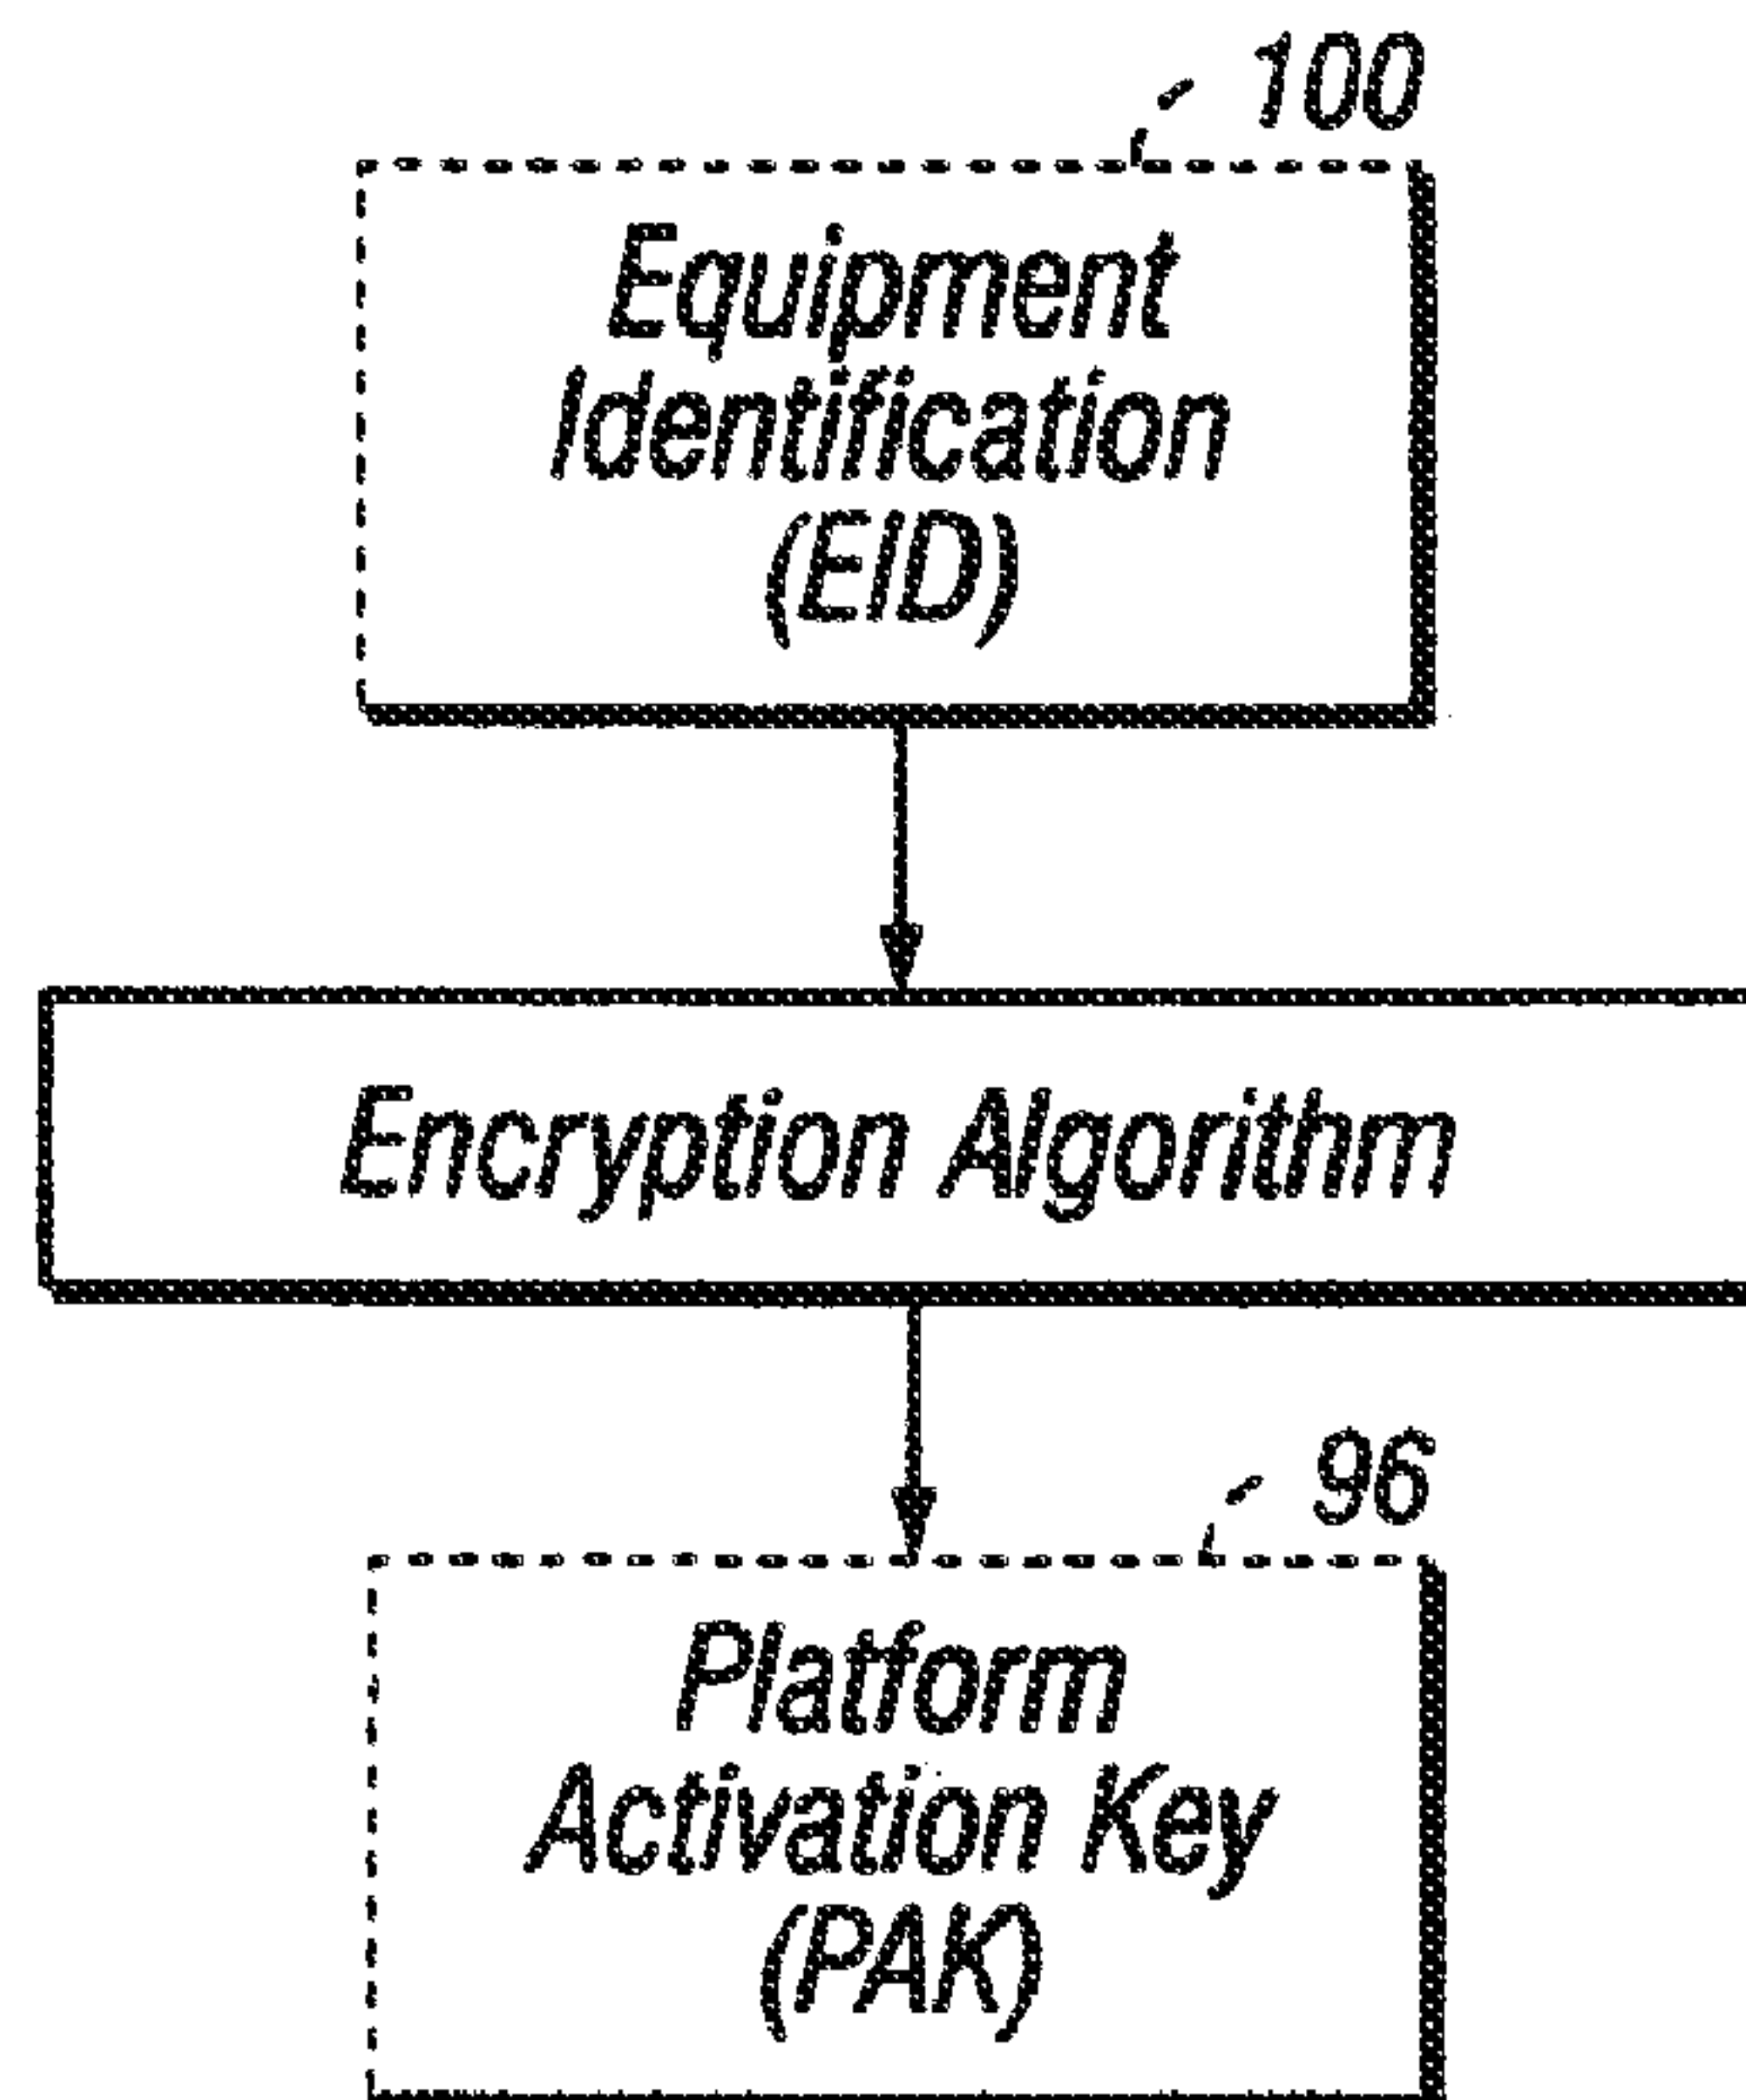 100
Equipment
Identification
(EID)
Encryption Algorithm
96
Platform
Activation Key
(PAK)